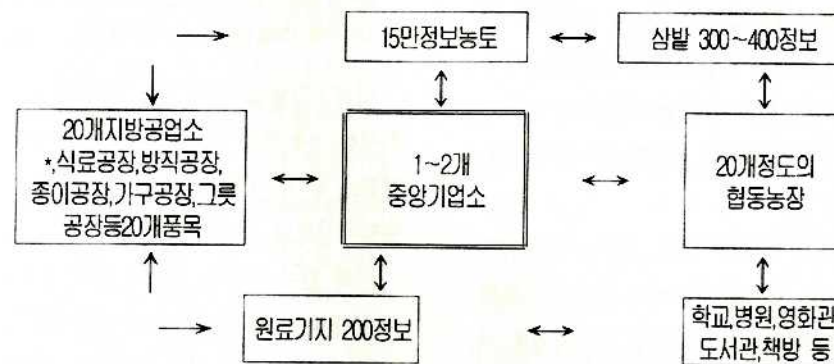 15만정보농토
삼밭 300~400정보
20개지방공업소
*,식료공장,방직공장,
종이공장,가구공장,그릇
공장등20개품목
1~2개
중앙기업소
20개정도의
협동농장
원료기지 200정보
학교,병원,영화관
도서관,책방 등